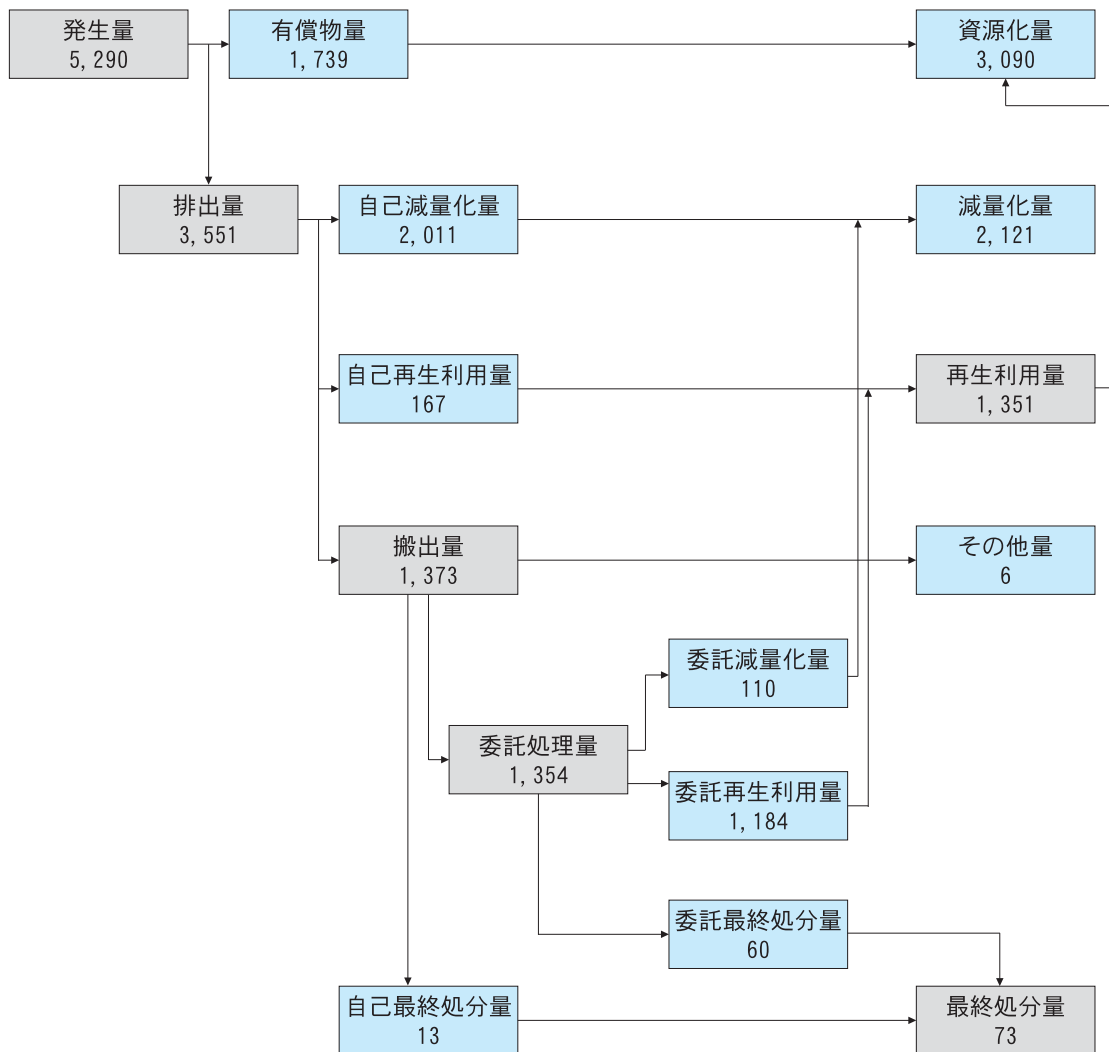 発生量
5,290
有償物量
1,739
資源化量
3,090
排出量
3,551
自己減量化量
2,011
減量化量
2,121
自己再生利用量
167
再生利用量
1,351
搬出量
1,373
その他量
6
委託減量化量
110
委託処理量
1,354
委託再生利用量
1,184
委託最終処分量
60
自己最終処分量
13
最終処分量
73